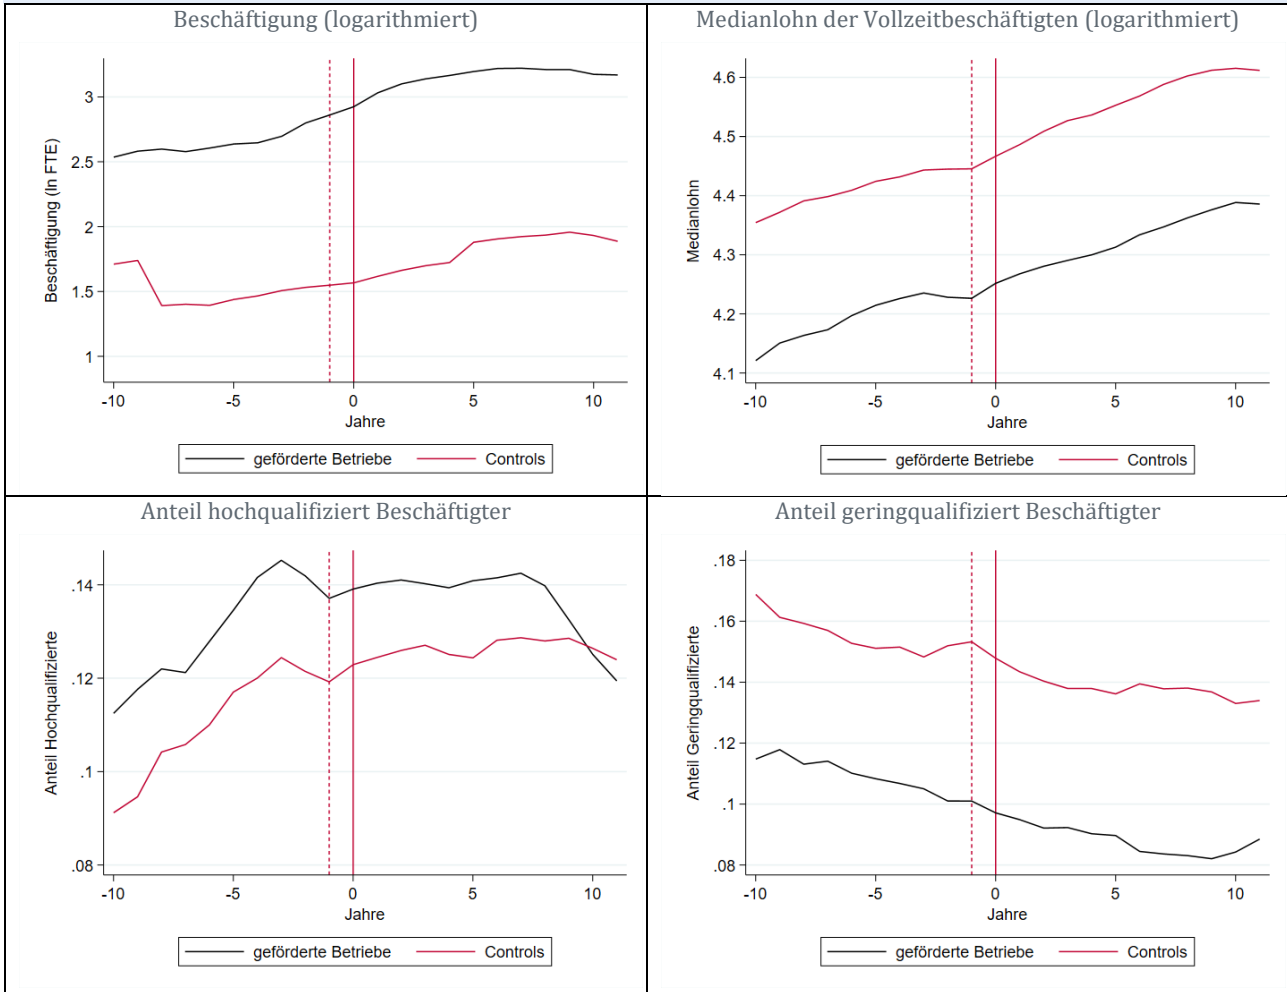 Beschäftigung (logarithmiert)
Beschäftigung (ln FTE)
3
2.5
2
1.5
1
-10 -5 0 5 10
Jahre
geförderte Betriebe Controls
Medianlohn der Vollzeitbeschäftigten (logarithmiert)
Medianlohn
4.6
4.5
4.4
4.3
4.2
4.1
-10 -5 0 5 10
Jahre
geförderte Betriebe Controls
Anteil hochqualifiziert Beschäftigter
Anteil Hochqualifizierte
.14
.12
.1
.08
-10 -5 0 5 10
Jahre
geförderte Betriebe Controls
Anteil geringqualifiziert Beschäftigter
Anteil Geringqualifizierte
.18
.16
.14
.12
.1
.08
-10 -5 0 5 10
Jahre
geförderte Betriebe Controls